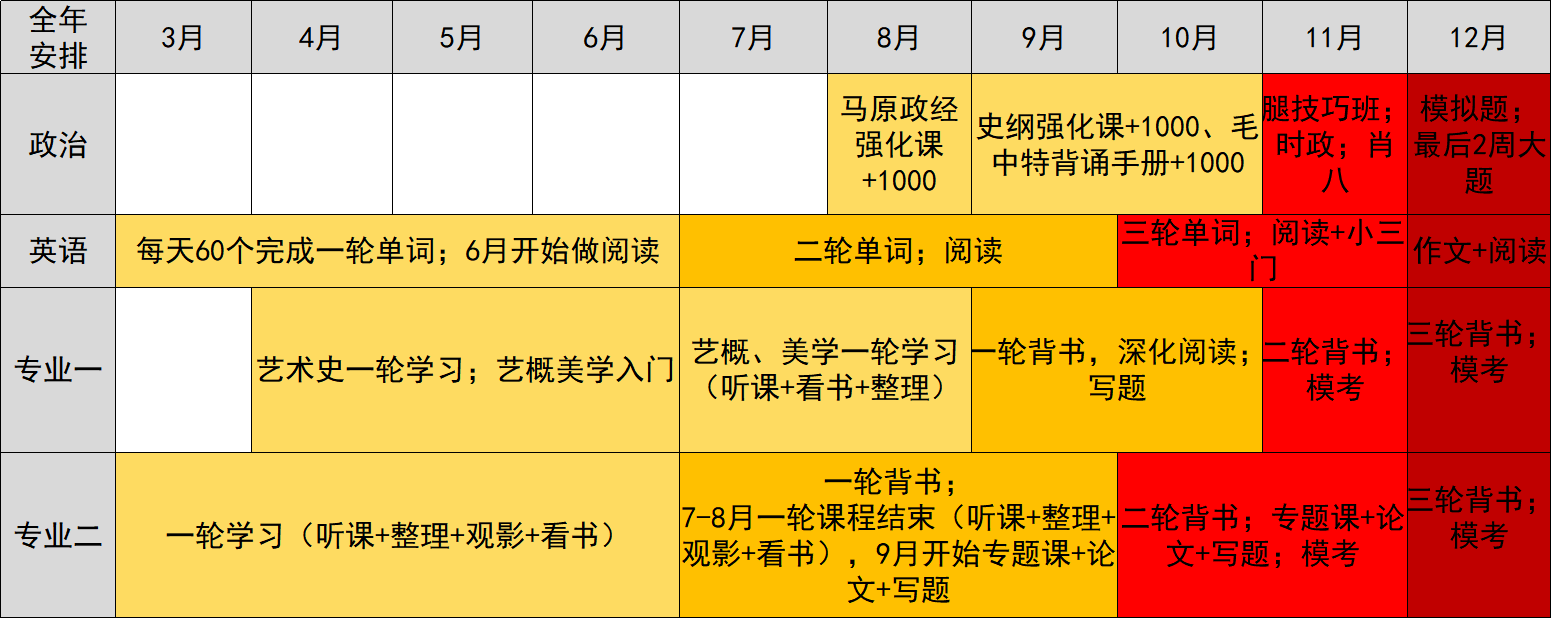 全年
安排
3月
4月
5月
6月
7月
8月
9月
10月
11月
12月
政治
马原政经
强化课
+1000
史纲强化课+1000、毛
中特背诵手册+1000
腿技巧班；
时政；肖
八
模拟题；
最后2周大
题
英语
每天60个完成一轮单词；6月开始做阅读
二轮单词；阅读
三轮单词；阅读+小三
门
作文+阅读
专业一
艺术史一轮学习；艺概美学入门
艺概、美学一轮学习
（听课+看书+整理）
一轮背书，深化阅读；
写题
二轮背书；
模考
三轮背书；
模考
专业二
一轮学习（听课+整理+观影+看书）
一轮背书；
7-8月一轮课程结束（听课+整理+
观影+看书），9月开始专题课+论
文+写题
二轮背书；专题课+论
文+写题；模考
三轮背书；
模考